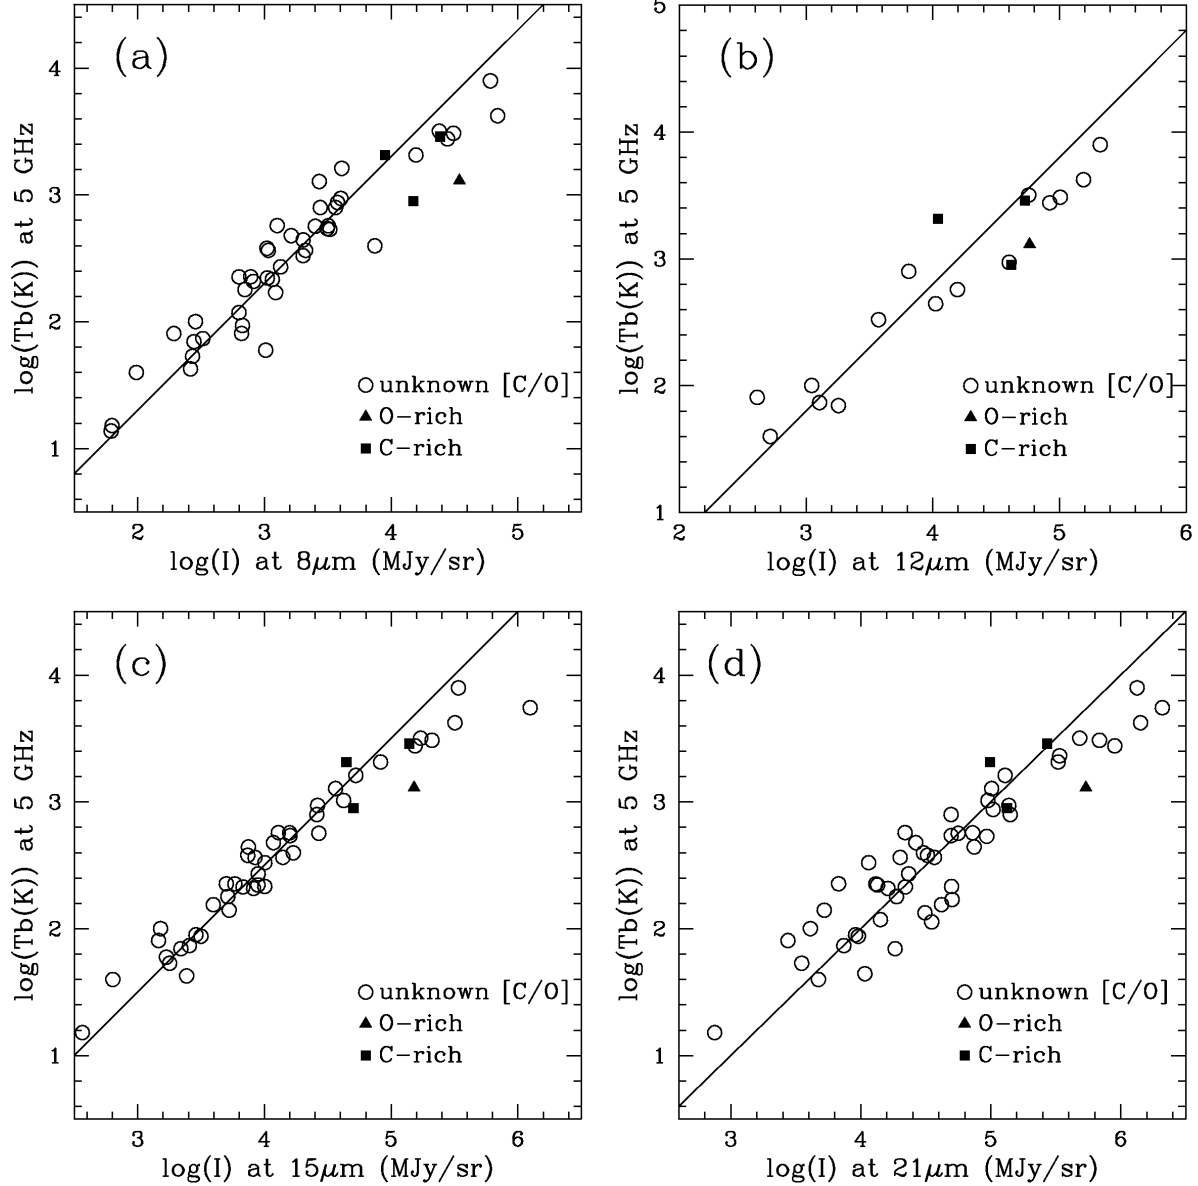 (a)
4
3
2
1
log(Tb(K)) at 5 GHz
unknown [C/O]
O-rich
C-rich
2 3 4 5
log(I) at 8μm (MJy/sr)
(b)
5
4
3
2
1
log(Tb(K)) at 5 GHz
unknown [C/O]
O-rich
C-rich
2 3 4 5 6
log(I) at 12μm (MJy/sr)
(c)
4
3
2
1
log(Tb(K)) at 5 GHz
unknown [C/O]
O-rich
C-rich
3 4 5 6
log(I) at 15μm (MJy/sr)
(d)
4
3
2
1
log(Tb(K)) at 5 GHz
unknown [C/O]
O-rich
C-rich
3 4 5 6
log(I) at 21μm (MJy/sr)